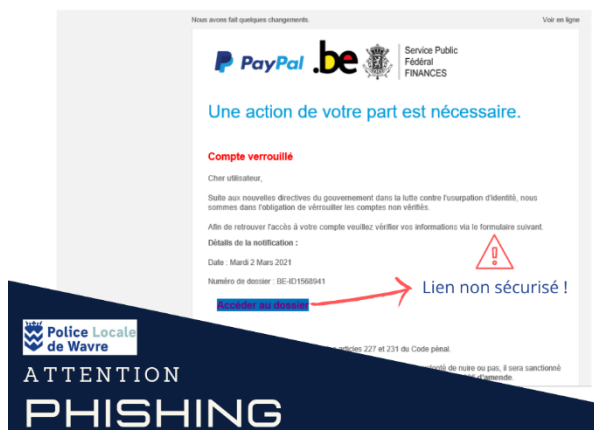 Nous avons fait quelques changements.
Voir en ligne
PayPal .be
Service Public
Fédéral
FINANCES
Une action de votre part est nécessaire.
Compte verrouillé
Cher utilisateur,
Suite aux nouvelles directives du gouvernement dans la lutte contre l'usurpation d'identité, nous
sommes dans l'obligation de vérrouiller les comptes non vérifiés.
Afin de retrouver l'accès à votre compte veuillez vérifier vos informations via le formulaire suivant.
Détails de la notification :
Date : Mardi 2 Mars 2021
Numéro de dossier : BE-ID1568941
Accéder au dossier
Lien non sécurisé !
articles 227 et 231 du Code pénal.
de nuire ou pas, il sera sanctionné
d'amende.
Police Locale
de Wavre
ATTENTION
PHISHING